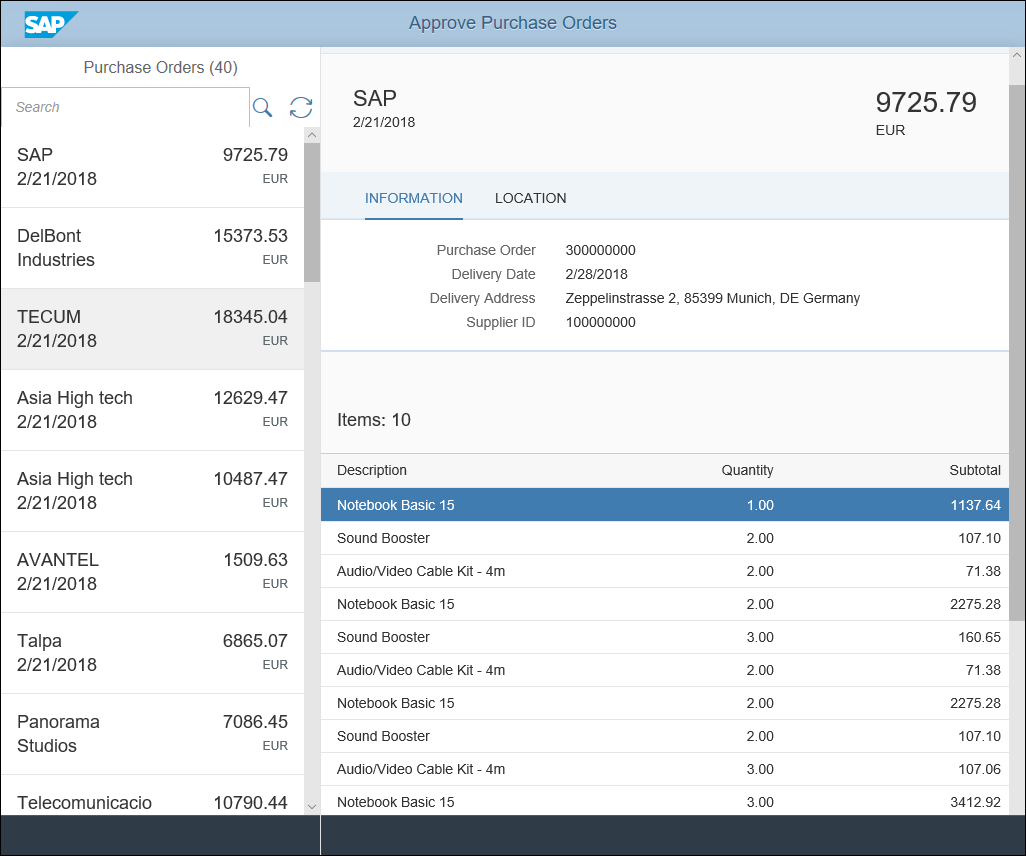 SAP
Approve Purchase Orders
Purchase Orders (40)
Search
SAP 9725.79
2/21/2018 EUR
DelBont 15373.53
Industries EUR
TECUM 18345.04
2/21/2018 EUR
Asia High tech 12629.47
2/21/2018 EUR
Asia High tech 10487.47
2/21/2018 EUR
AVANTEL 1509.63
2/21/2018 EUR
Talpa 6865.07
2/21/2018 EUR
Panorama 7086.45
Studios EUR
Telecomunicacio 10790.44
SAP 9725.79
2/21/2018 EUR
INFORMATION LOCATION
Purchase Order 300000000
Delivery Date 2/28/2018
Delivery Address Zeppelinstrasse 2, 85399 Munich, DE Germany
Supplier ID 100000000
Items: 10
Description Quantity Subtotal
Notebook Basic 15 1.00 1137.64
Sound Booster 2.00 107.10
Audio/Video Cable Kit - 4m 2.00 71.38
Notebook Basic 15 2.00 2275.28
Sound Booster 3.00 160.65
Audio/Video Cable Kit - 4m 2.00 71.38
Notebook Basic 15 2.00 2275.28
Sound Booster 2.00 107.10
Audio/Video Cable Kit - 4m 3.00 107.06
Notebook Basic 15 3.00 3412.92